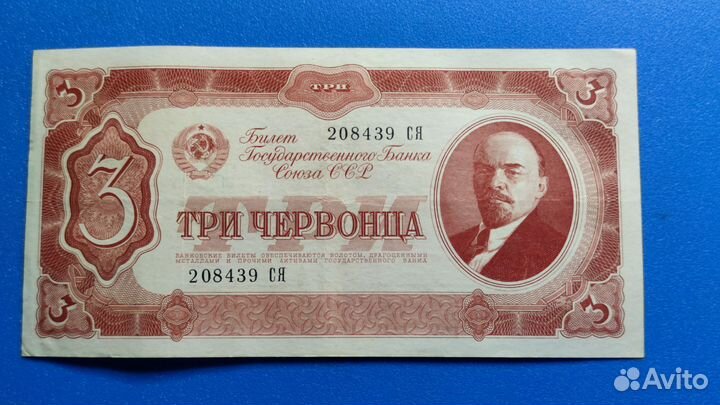 3
ТРИ
3
Билет 208439 СЯ
Государственного Банка
Союза ССР
3
ТРИ
ТРИ ЧЕРВОНЦА
БАНКОВСКИЕ БИЛЕТЫ ОБЕСПЕЧИВАЮТСЯ ЗОЛОТОМ, ДРАГОЦЕННЫМИ
МЕТАЛЛАМИ И ПРОЧИМИ АКТИВАМИ ГОСУДАРСТВЕННОГО БАНКА
208439 СЯ
3
3
Avito